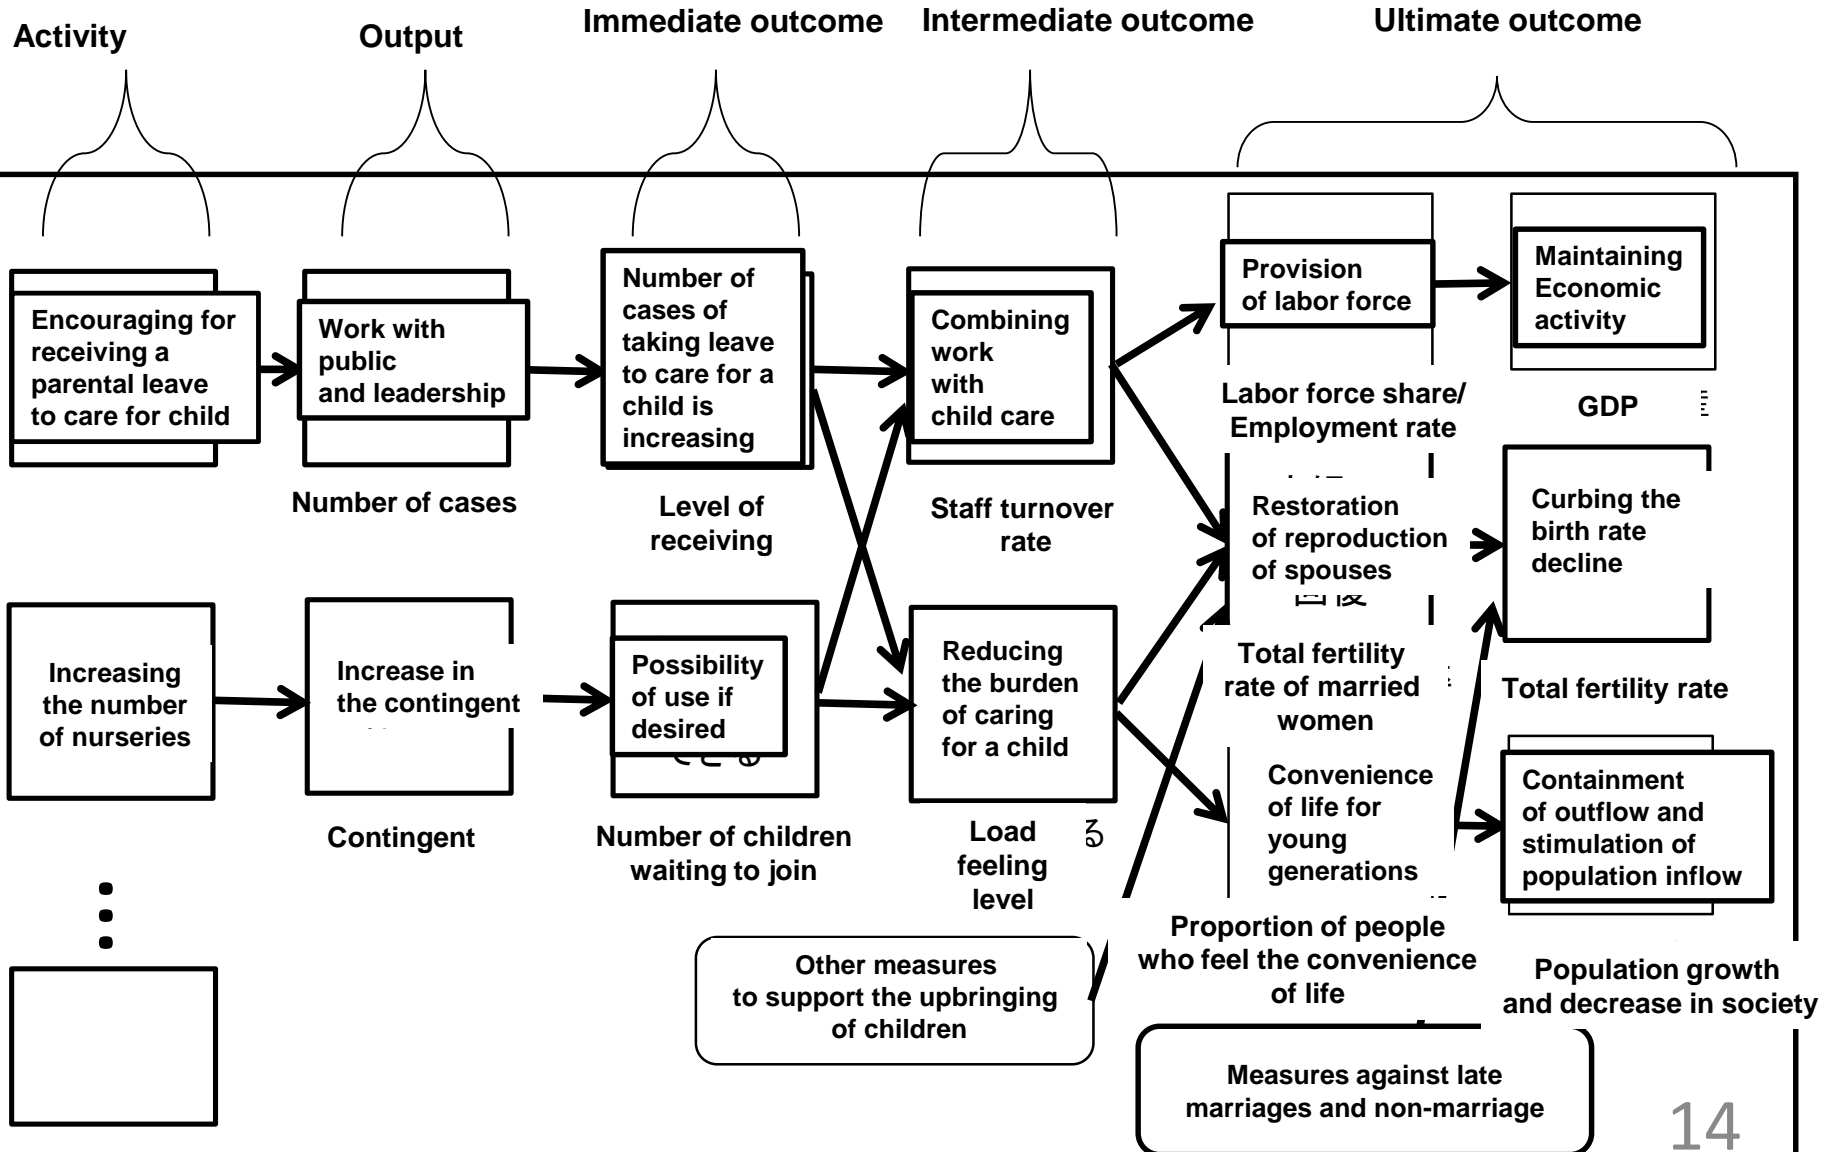 Activity
Output
Immediate outcome
Intermediate outcome
Ultimate outcome
Encouraging for
receiving a
parental leave
to care for child
Work with
public
and leadership
Number of cases
Number of
cases of
taking leave
to care for a
child is
increasing
Level of
receiving
Combining
work
with
child care
Staff turnover
rate
Provision
of labor force
Labor force share/
Employment rate
Maintaining
Economic
activity
GDP
Restoration
of reproduction
of spouses
Total fertility
rate of married
women
Curbing the
birth rate
decline
Total fertility rate
Increasing
the number
of nurseries
Increase in
the contingent
Contingent
Possibility
of use if
desired
Number of children
waiting to join
Reducing
the burden
of caring
for a child
Load
feeling
level
Convenience
of life for
young
generations
Proportion of people
who feel the convenience
of life
Containment
of outflow and
stimulation of
population inflow
Population growth
and decrease in society
Other measures
to support the upbringing
of children
Measures against late
marriages and non-marriage
14